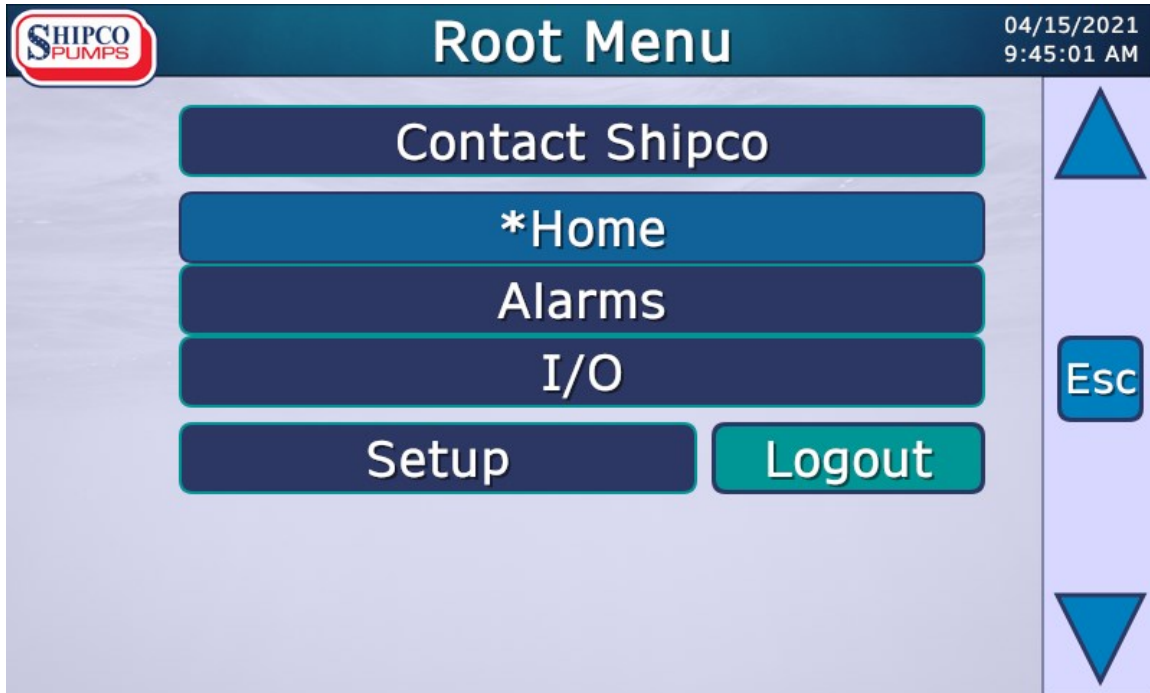 SHIPCO
PUMPS
Root Menu
04/15/2021
9:45:01 AM
Contact Shipco
*Home
Alarms
I/O
Esc
Setup
Logout